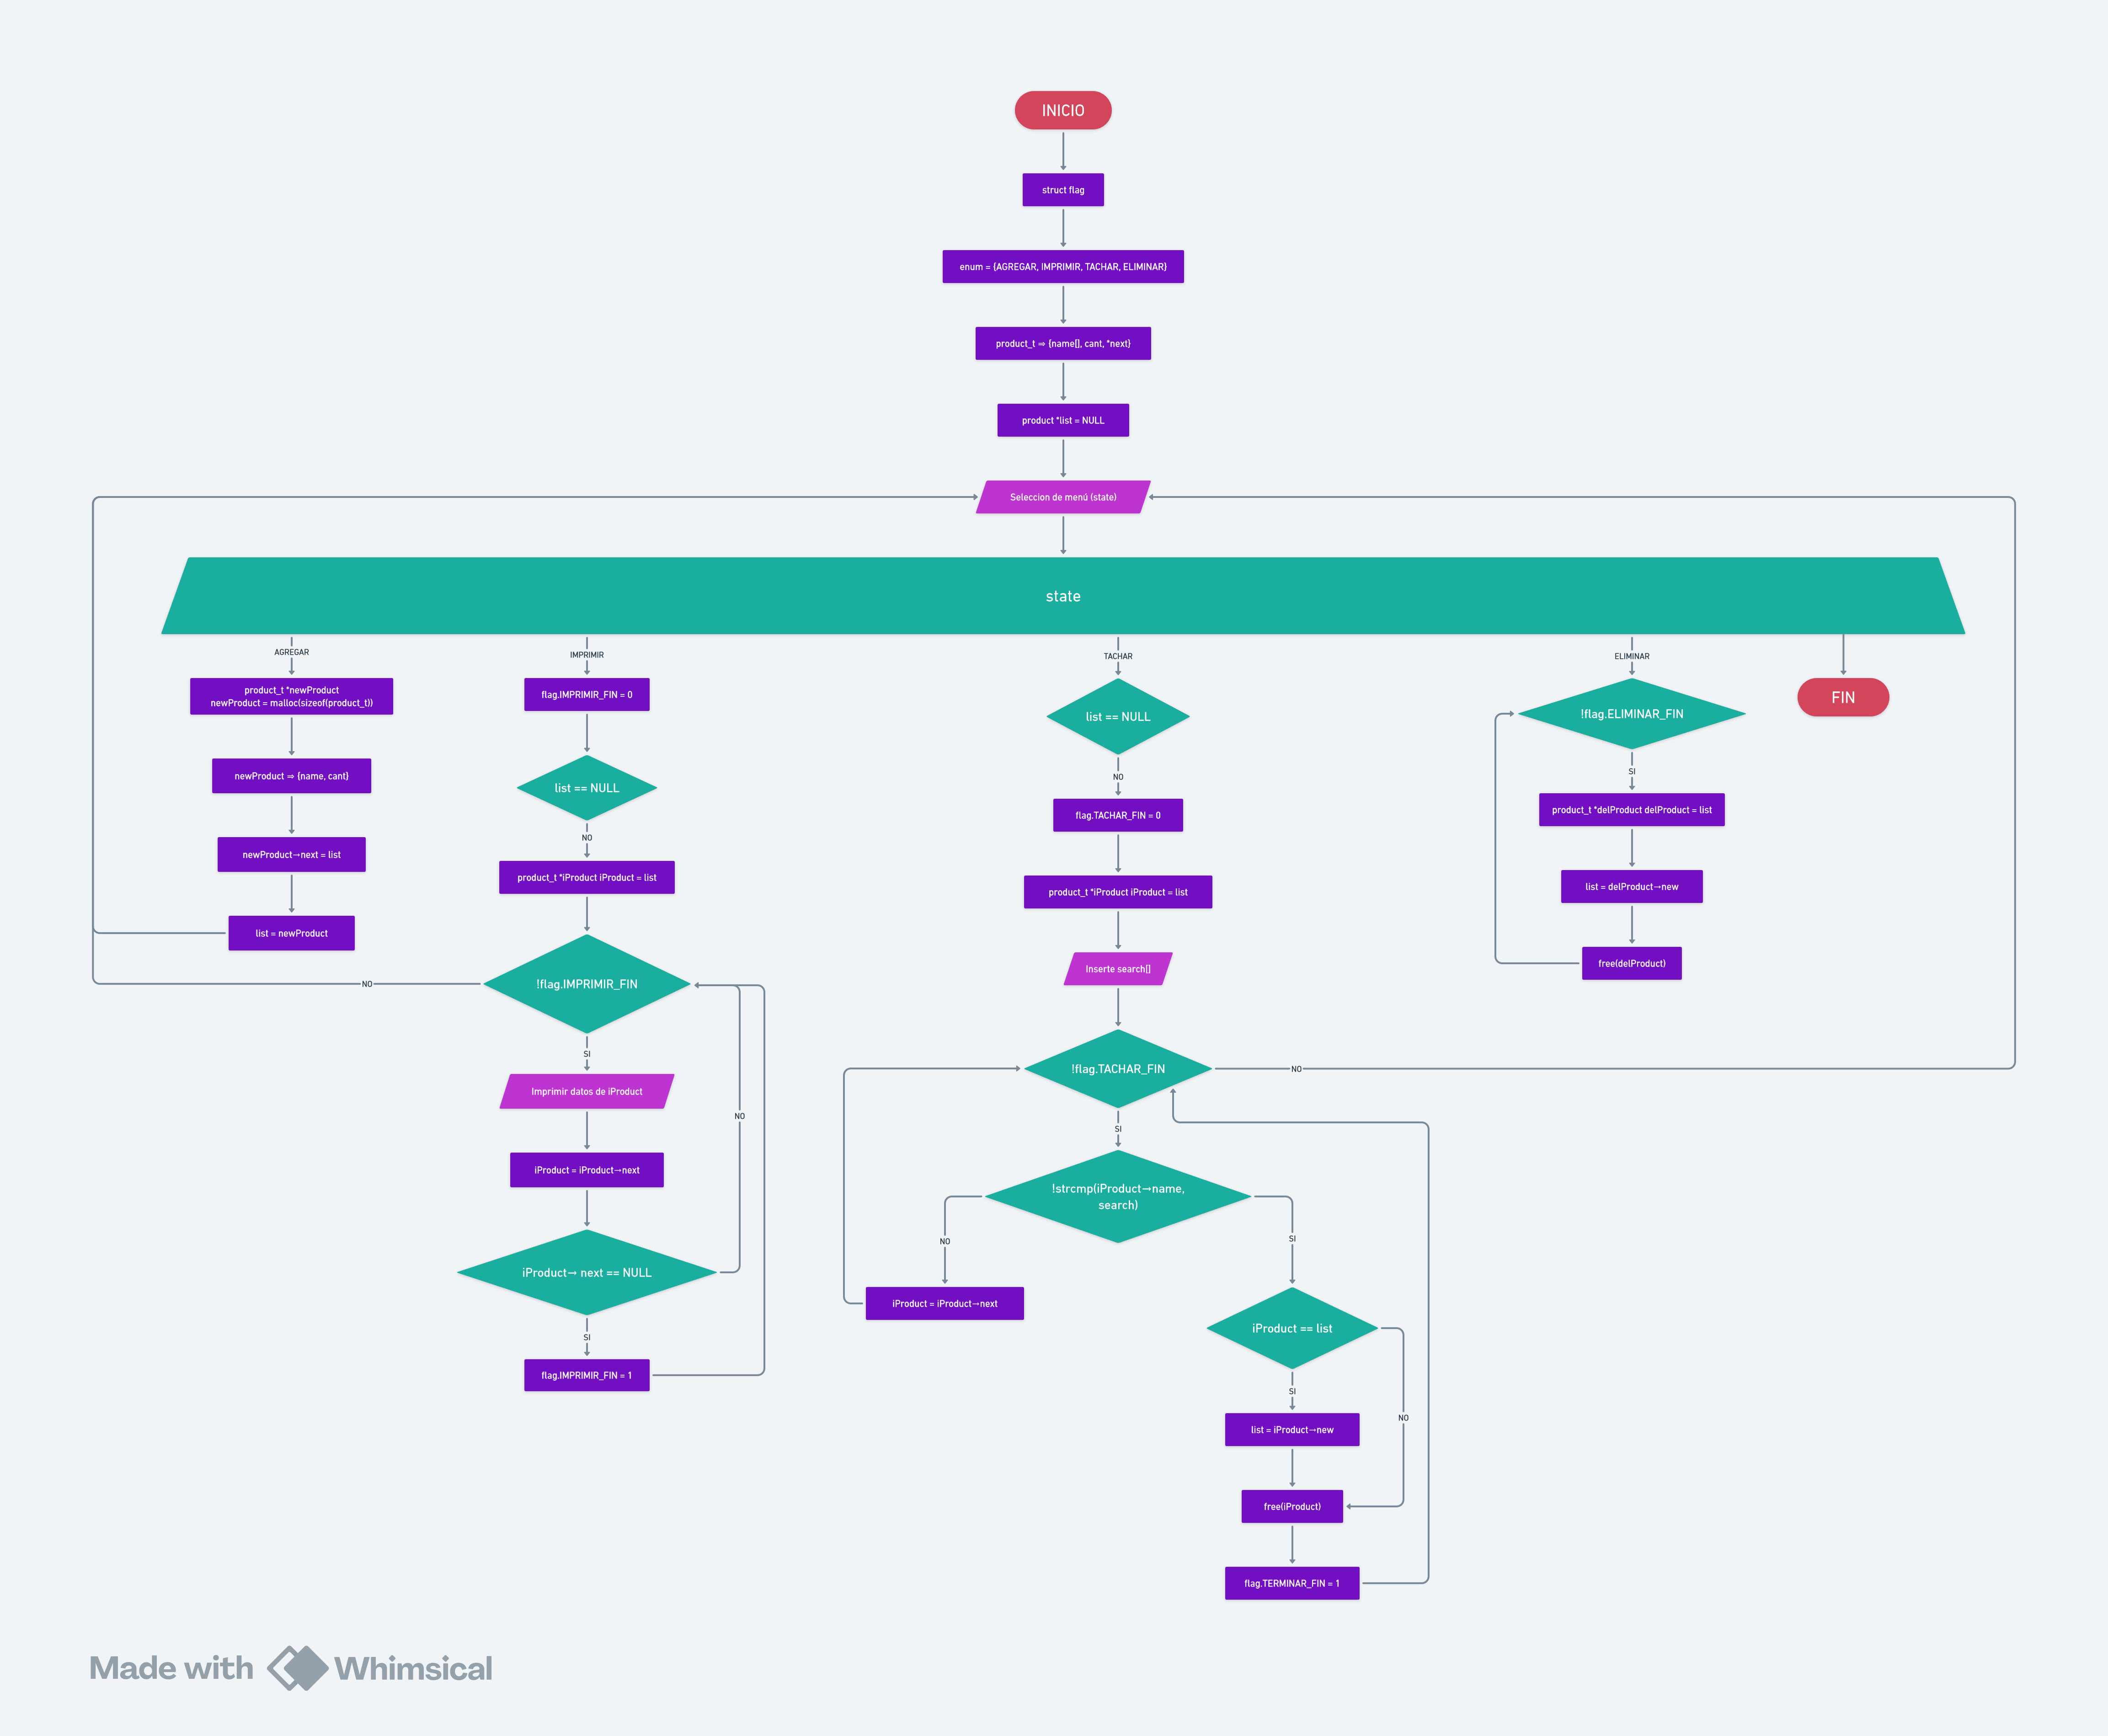 INICIO
struct flag
enum = {AGREGAR, IMPRIMIR, TACHAR, ELIMINAR}
product_t ⇒ {name[], cant, *next}
product *list = NULL
Seleccion de menú (state)
state
AGREGAR
product_t *newProduct
newProduct = malloc(sizeof(product_t))
newProduct ⇒ {name, cant}
newProduct→next = list
list = newProduct
IMPRIMIR
flag.IMPRIMIR_FIN = 0
list == NULL
NO
product_t *iProduct iProduct = list
!flag.IMPRIMIR_FIN
NO
SI
Imprimir datos de iProduct
NO
iProduct = iProduct→next
iProduct→ next == NULL
SI
flag.IMPRIMIR_FIN = 1
TACHAR
list == NULL
NO
flag.TACHAR_FIN = 0
product_t *iProduct iProduct = list
Inserte search[]
!flag.TACHAR_FIN
NO
SI
!strcmp(iProduct→name,
search)
NO
SI
iProduct = iProduct→next
iProduct == list
SI
NO
list = iProduct→new
free(iProduct)
flag.TERMINAR_FIN = 1
ELIMINAR
!flag.ELIMINAR_FIN
SI
product_t *delProduct delProduct = list
list = delProduct→new
free(delProduct)
FIN
Made with Whimsical